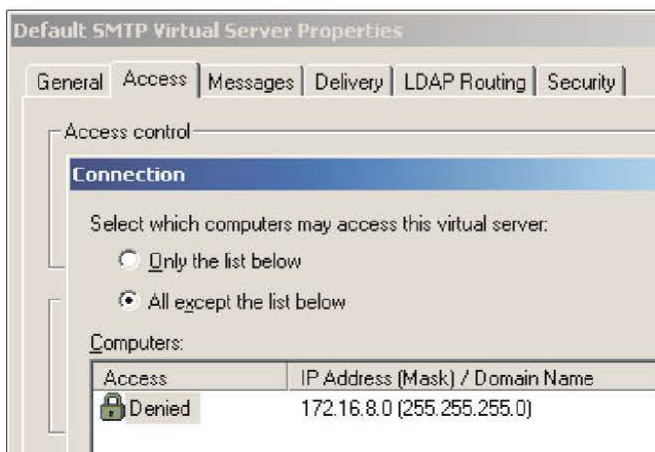 Default SMTP Virtual Server Properties
General Access Messages Delivery LDAP Routing Security
Access control
Connection
Select which computers may access this virtual server:
Only the list below
All except the list below
Computers:
Access IP Address (Mask) / Domain Name
Denied 172.16.8.0 (255.255.255.0)